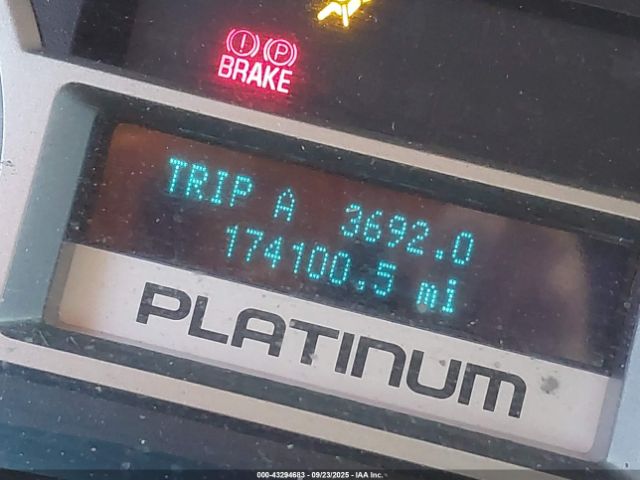 (!) (P)
BRAKE
TRIP A 3692.0
174100.5 mi
PLATINUM
000-43294683 - 09/23/2025 - IAA Inc.